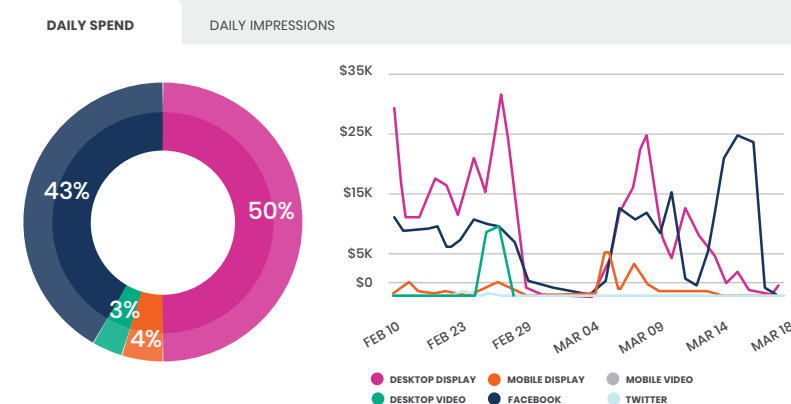 DAILY SPEND
DAILY IMPRESSIONS
43%
50%
3%
4%
$35K
$25K
$15K
$5K
$0
FEB 10
FEB 23
FEB 29
MAR 04
MAR 09
MAR 14
MAR 18
DESKTOP DISPLAY
MOBILE DISPLAY
MOBILE VIDEO
DESKTOP VIDEO
FACEBOOK
TWITTER